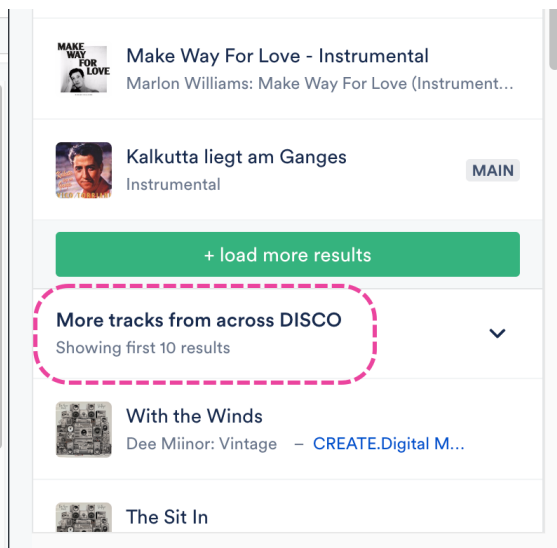 MAKE
WAY
FOR
LOVE
Make Way For Love - Instrumental
Marlon Williams: Make Way For Love (Instrument...
Kalkutta liegt am Ganges
Instrumental
MAIN
+ load more results
More tracks from across DISCO
Showing first 10 results
With the Winds
Dee Miinor: Vintage – CREATE.Digital M...
The Sit In